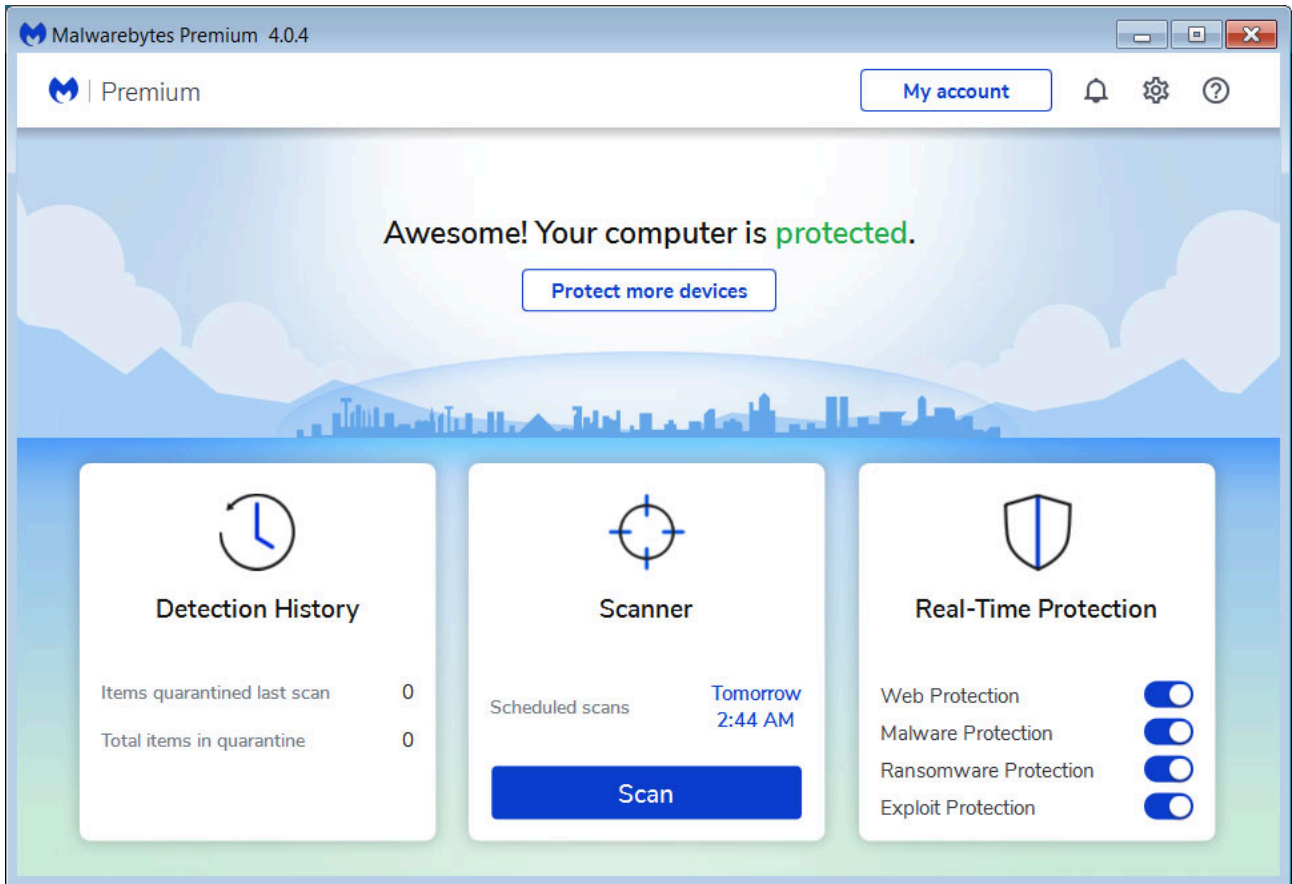 Malwarebytes Premium 4.0.4
Premium
My account
Awesome! Your computer is protected.
Protect more devices
Detection History
Items quarantined last scan 0
Total items in quarantine 0
Scanner
Scheduled scans
Tomorrow
2:44 AM
Scan
Real-Time Protection
Web Protection
Malware Protection
Ransomware Protection
Exploit Protection